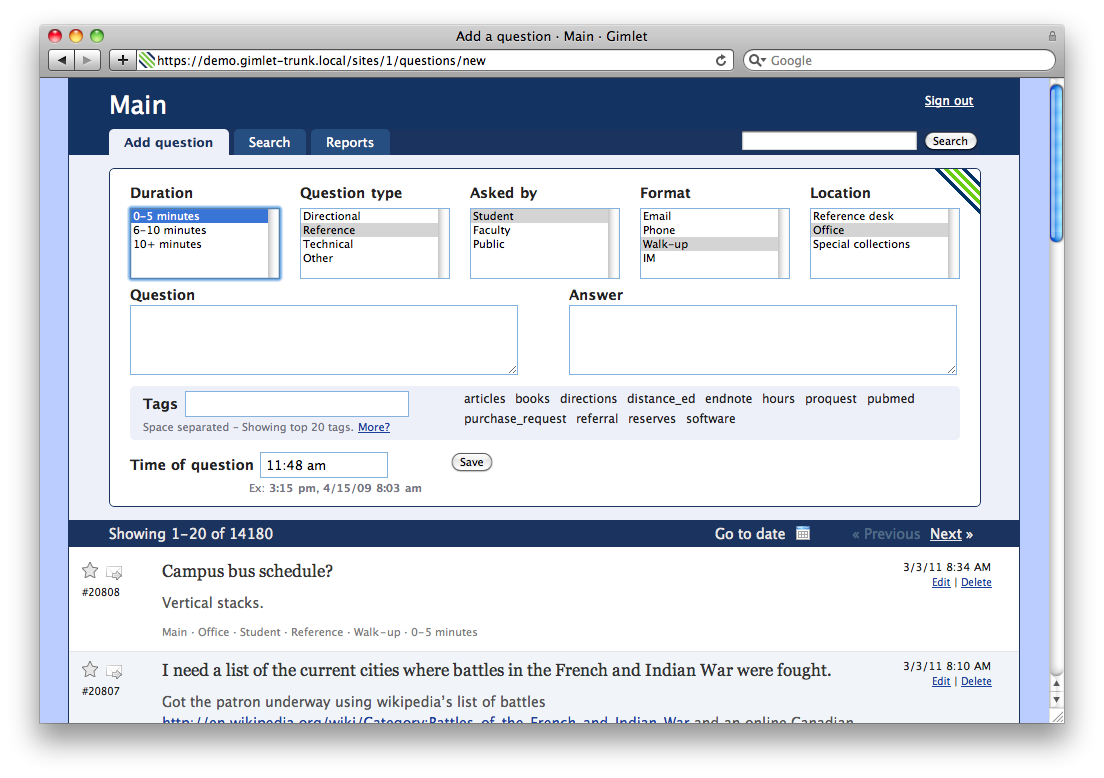 Add a question · Main · Gimlet
https://demo.gimlet-trunk.local/sites/1/questions/new
Google
Main
Sign out
Add question
Search
Reports
Search
Duration
0–5 minutes
6–10 minutes
10+ minutes
Question type
Directional
Reference
Technical
Other
Asked by
Student
Faculty
Public
Format
Email
Phone
Walk-up
IM
Location
Reference desk
Office
Special collections
Question
Answer
Tags
Space separated – Showing top 20 tags. More?
articles books directions distance_ed endnote hours proquest pubmed
purchase_request referral reserves software
Time of question
11:48 am
Ex: 3:15 pm, 4/15/09 8:03 am
Save
Showing 1–20 of 14180
Go to date
« Previous Next »
#20808
Campus bus schedule?
Vertical stacks.
Main · Office · Student · Reference · Walk-up · 0–5 minutes
3/3/11 8:34 AM
Edit | Delete
#20807
I need a list of the current cities where battles in the French and Indian War were fought.
Got the patron underway using wikipedia's list of battles
http://en.wikipedia.org/wiki/Category:Battles_of_the_French_and_Indian_War and an online Canadian
3/3/11 8:10 AM
Edit | Delete